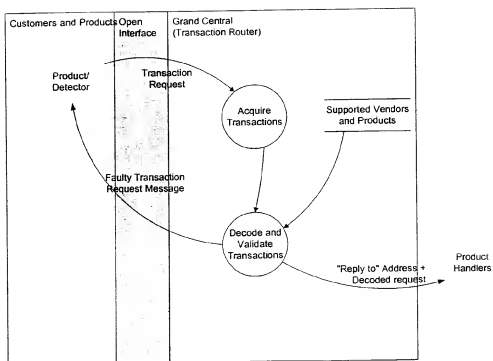 Customers and Products
Open
Interface
Grand Central
(Transaction Router)
Product/
Detector
Transaction
Request
Acquire
Transactions
Supported Vendors
and Products
Faulty Transaction
Request Message
Decode and
Validate
Transactions
"Reply to" Address +
Decoded request
Product
Handlers